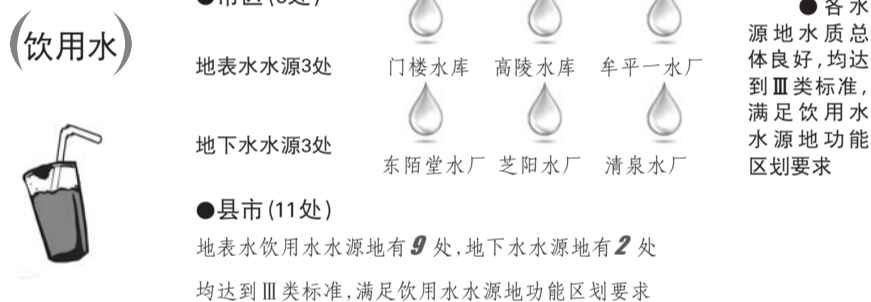 ●市区(6处)
饮用水
地表水水源3处
门楼水库 高陵水库 牟平一水厂
地下水水源3处
东陌堂水厂 芝阳水厂 清泉水厂
●县市(11处)
地表水饮用水水源地有9处,地下水水源地有2处
均达到Ⅲ类标准,满足饮用水水源地功能区划要求
●各水
源地水质总
体良好,均达
到Ⅲ类标准,
满足饮用水
水源地功能
区划要求